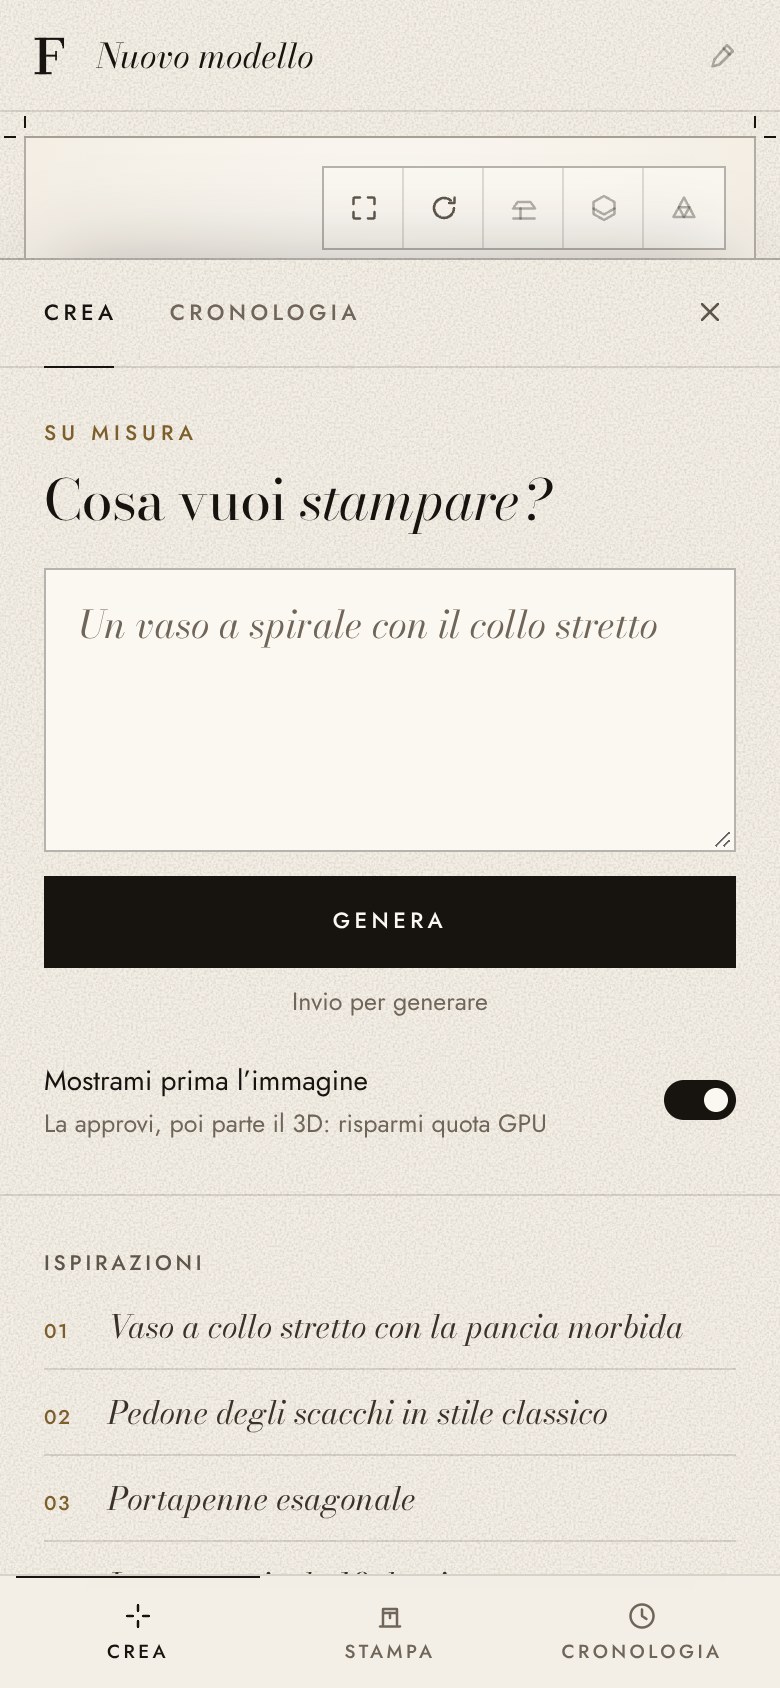 F Nuovo modello
CREA CRONOLOGIA
SU MISURA
Cosa vuoi stampare?
Un vaso a spirale con il collo stretto
GENERA
Invio per generare
Mostrami prima l’immagine
La approvi, poi parte il 3D: risparmi quota GPU
ISPIRAZIONI
01 Vaso a collo stretto con la pancia morbida
02 Pedone degli scacchi in stile classico
03 Portapenne esagonale
CREA STAMPA CRONOLOGIA